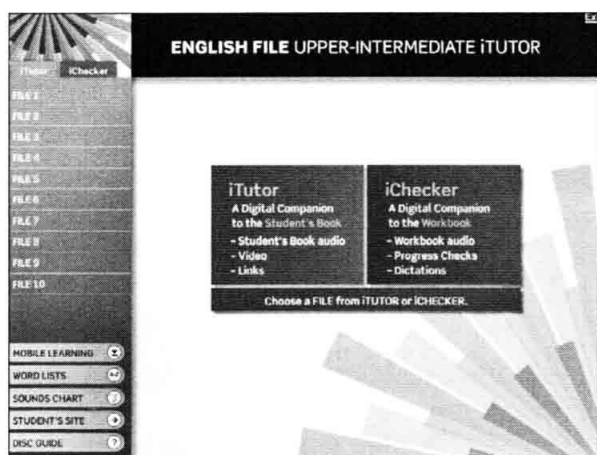 Ex
ENGLISH FILE UPPER-INTERMEDIATE iTUTOR
iTutor iChecker
FILE 1
FILE 2
FILE 3
FILE 4
FILE 5
FILE 6
FILE 7
FILE 8
FILE 9
FILE 10
iTutor
A Digital Companion
to the Student's Book
- Student's Book audio
- Video
- Links
iChecker
A Digital Companion
to the Workbook
- Workbook audio
- Progress Checks
- Dictations
Choose a FILE from iTUTOR or iCHECKER.
MOBILE LEARNING
WORD LISTS
SOUNDS CHART
STUDENT'S SITE
DISC GUIDE ?